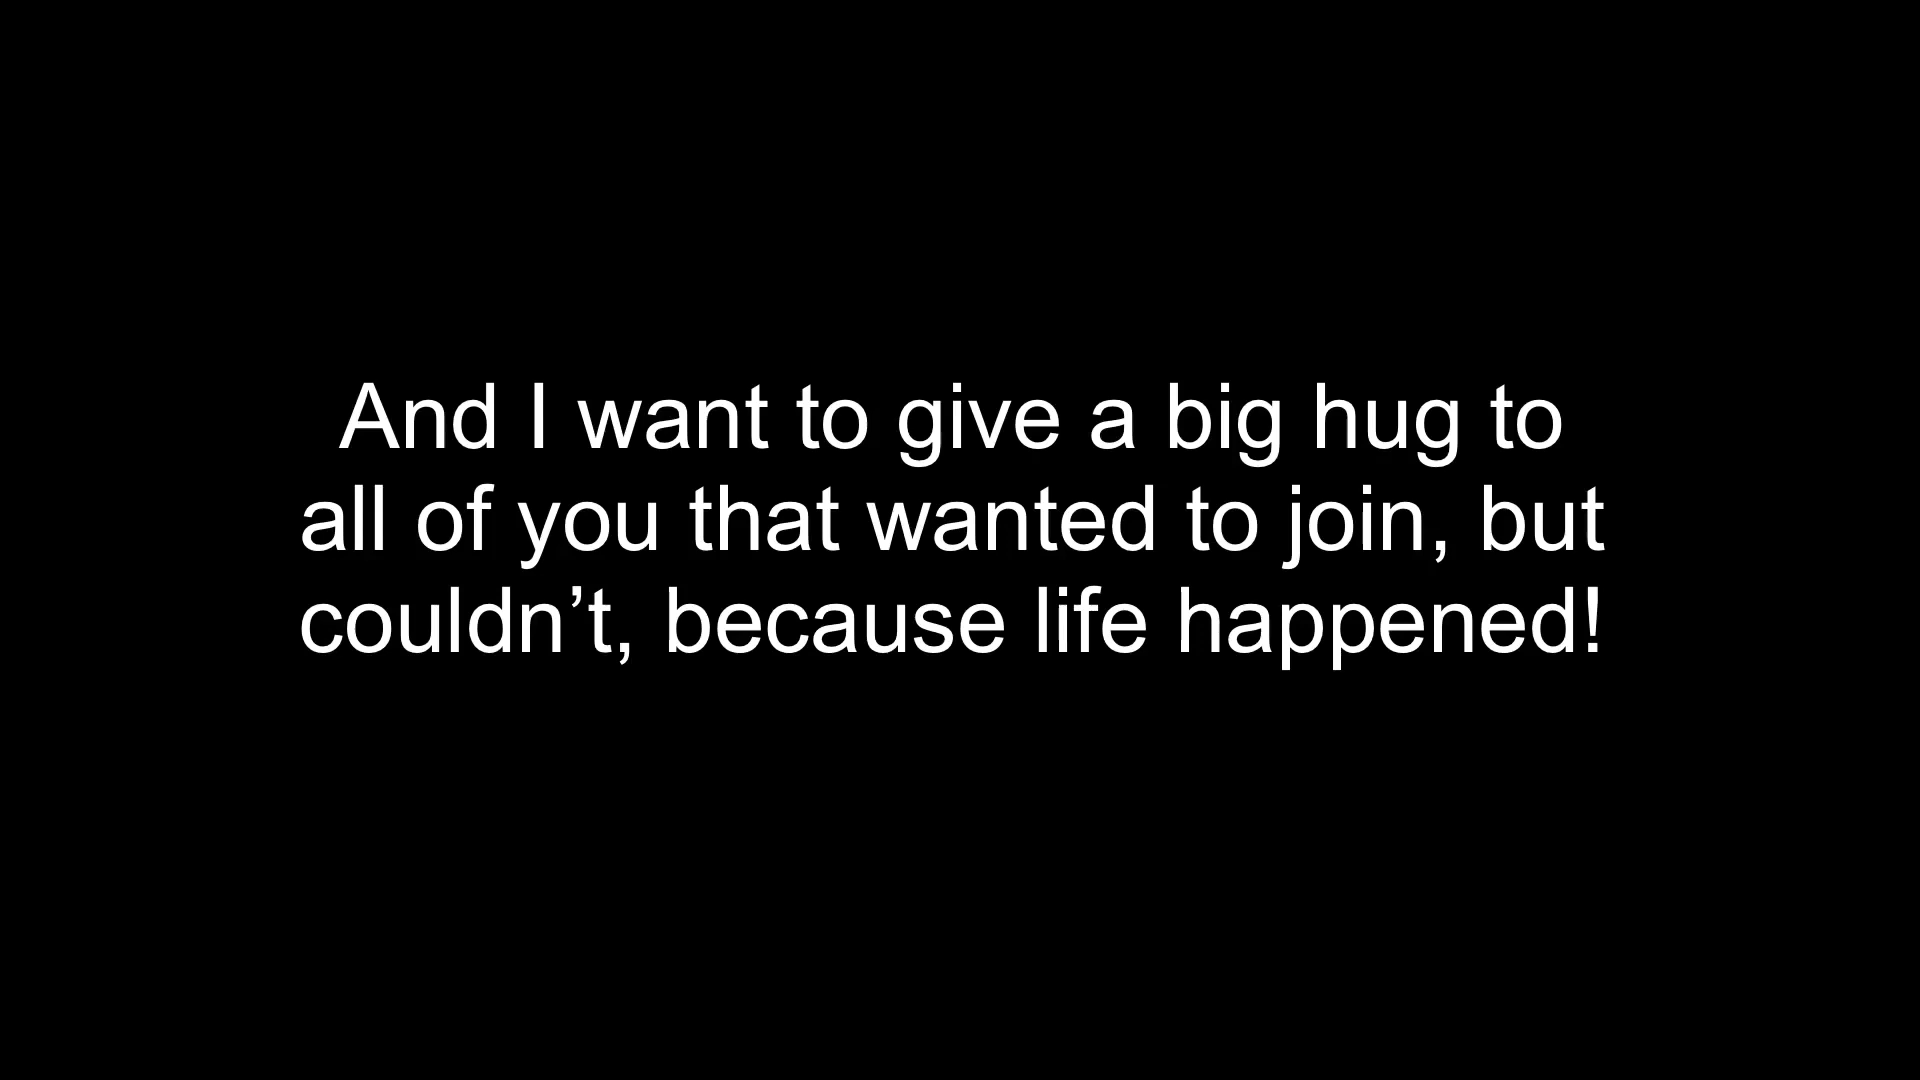 And I want to give a big hug to
all of you that wanted to join, but
couldn’t, because life happened!